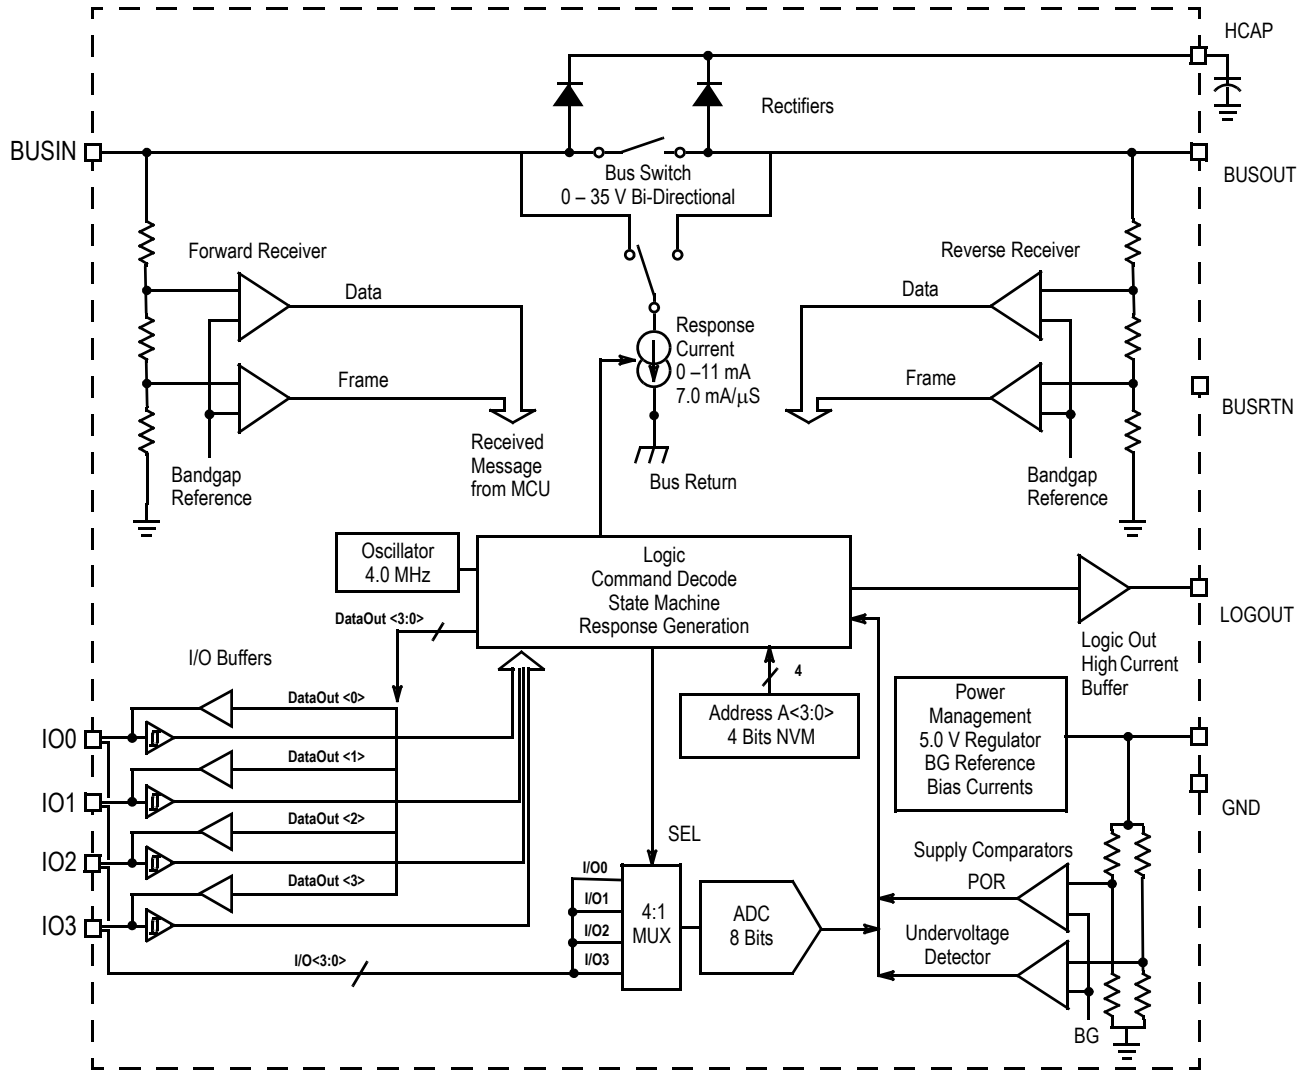 HCAP
Rectifiers
BUSIN
BUSOUT
Bus Switch
0 – 35 V Bi-Directional
Forward Receiver
Reverse Receiver
Data
Data
Response
Current
0 –11 mA
7.0 mA/μS
Frame
Frame
BUSRTN
Received
Message
from MCU
Bandgap
Reference
Bus Return
Bandgap
Reference
Oscillator
4.0 MHz
Logic
Command Decode
State Machine
Response Generation
DataOut <3:0>
LOGOUT
Logic Out
High Current
Buffer
I/O Buffers
4
Address A<3:0>
4 Bits NVM
Power
Management
5.0 V Regulator
BG Reference
Bias Currents
DataOut <0>
IO0
DataOut <1>
IO1
GND
DataOut <2>
IO2
SEL
Supply Comparators
POR
DataOut <3>
IO3
I/O0
I/O1
I/O2
I/O3
4:1
MUX
ADC
8 Bits
Undervoltage
Detector
I/O<3:0>
BG